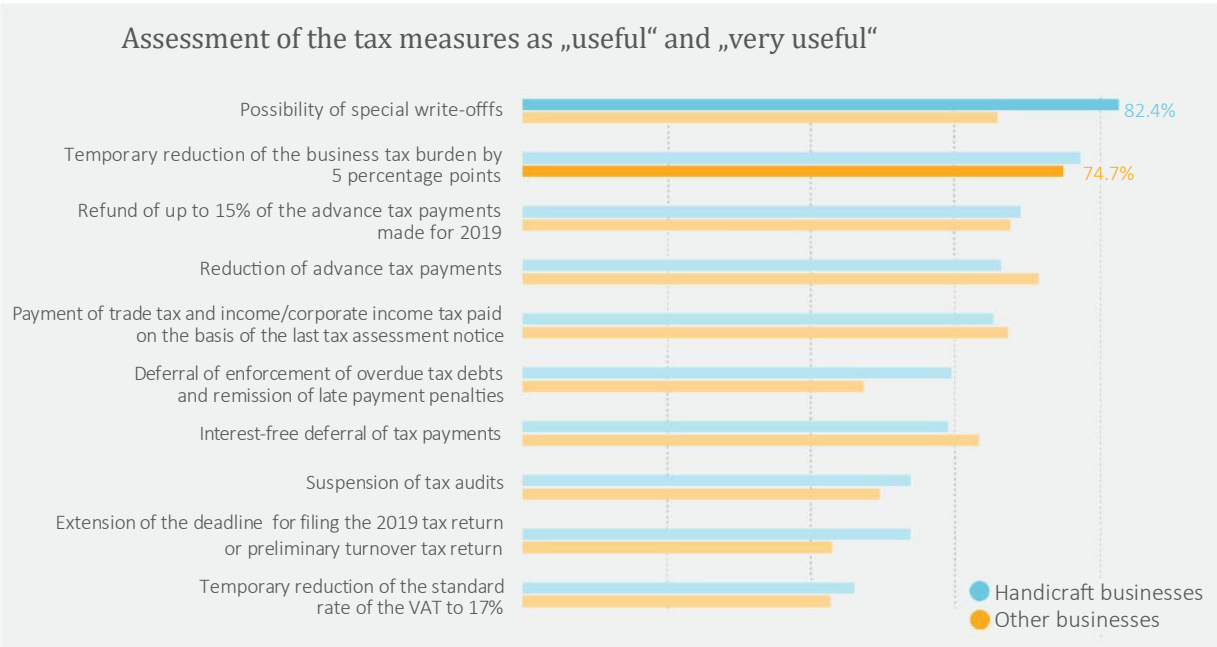 Assessment of the tax measures as „useful“ and „very useful“
Possibility of special write-offfs
82.4%
Temporary reduction of the business tax burden by
5 percentage points
74.7%
Refund of up to 15% of the advance tax payments
made for 2019
Reduction of advance tax payments
Payment of trade tax and income/corporate income tax paid
on the basis of the last tax assessment notice
Deferral of enforcement of overdue tax debts
and remission of late payment penalties
Interest-free deferral of tax payments
Suspension of tax audits
Extension of the deadline for filing the 2019 tax return
or preliminary turnover tax return
Temporary reduction of the standard
rate of the VAT to 17%
Handicraft businesses
Other businesses